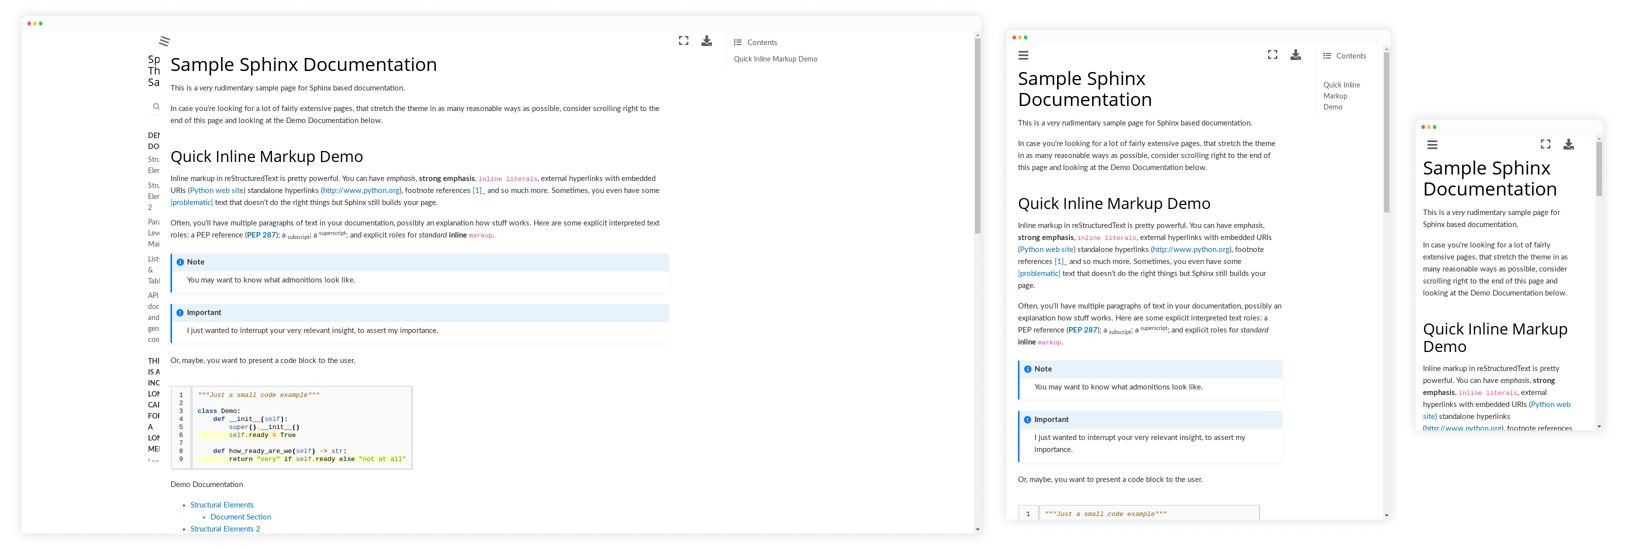 Sp
Th
Sa
DEM
DO
Stru
Eler
Stru
Eler
2
Para
Leve
Mar
List
&
Tabl
API
doc
and
gen
con
THI
IS A
INC
LON
CAF
FOR
A
LON
MEI
Sample Sphinx Documentation
This is a very rudimentary sample page for Sphinx based documentation.
In case you're looking for a lot of fairly extensive pages, that stretch the theme in as many reasonable ways as possible, consider scrolling right to the
end of this page and looking at the Demo Documentation below.
Quick Inline Markup Demo
Inline markup in reStructuredText is pretty powerful. You can have emphasis, strong emphasis, inline literals, external hyperlinks with embedded
URIs (Python web site) standalone hyperlinks (http://www.python.org), footnote references [1]_ and so much more. Sometimes, you even have some
|problematic| text that doesn't do the right things but Sphinx still builds your page.
Often, you'll have multiple paragraphs of text in your documentation, possibly an explanation how stuff works. Here are some explicit interpreted text
roles: a PEP reference (PEP 287); a subscript; a superscript; and explicit roles for standard inline markup.
Note
You may want to know what admonitions look like.
Important
I just wanted to interrupt your very relevant insight, to assert my importance.
Or, maybe, you want to present a code block to the user.
1 """Just a small code example"""
2
3 class Demo:
4 def __init__(self):
5 super().__init__()
6 self.ready = True
7
8 def how_ready_are_we(self) -> str:
9 return "very" if self.ready else "not at all"
Demo Documentation
• Structural Elements
◦ Document Section
• Structural Elements 2
Contents
Quick Inline Markup Demo
Sample Sphinx
Documentation
This is a very rudimentary sample page for Sphinx based documentation.
In case you're looking for a lot of fairly extensive pages, that stretch the theme
in as many reasonable ways as possible, consider scrolling right to the end of
this page and looking at the Demo Documentation below.
Quick Inline Markup Demo
Inline markup in reStructuredText is pretty powerful. You can have emphasis,
strong emphasis, inline literals, external hyperlinks with embedded URIs
(Python web site) standalone hyperlinks (http://www.python.org), footnote
references [1]_ and so much more. Sometimes, you even have some
|problematic| text that doesn't do the right things but Sphinx still builds your
page.
Often, you'll have multiple paragraphs of text in your documentation, possibly an
explanation how stuff works. Here are some explicit interpreted text roles: a
PEP reference (PEP 287); a subscript; a superscript; and explicit roles for standard
inline markup.
Note
You may want to know what admonitions look like.
Important
I just wanted to interrupt your very relevant insight, to assert my
importance.
Or, maybe, you want to present a code block to the user.
1 """Just a small code example"""
Contents
Quick Inline
Markup
Demo
Sample Sphinx
Documentation
This is a very rudimentary sample page for
Sphinx based documentation.
In case you're looking for a lot of fairly
extensive pages, that stretch the theme in as
many reasonable ways as possible, consider
scrolling right to the end of this page and
looking at the Demo Documentation below.
Quick Inline Markup
Demo
Inline markup in reStructuredText is pretty
powerful. You can have emphasis, strong
emphasis, inline literals, external
hyperlinks with embedded URIs (Python web
site) standalone hyperlinks
(http://www.python.org), footnote references